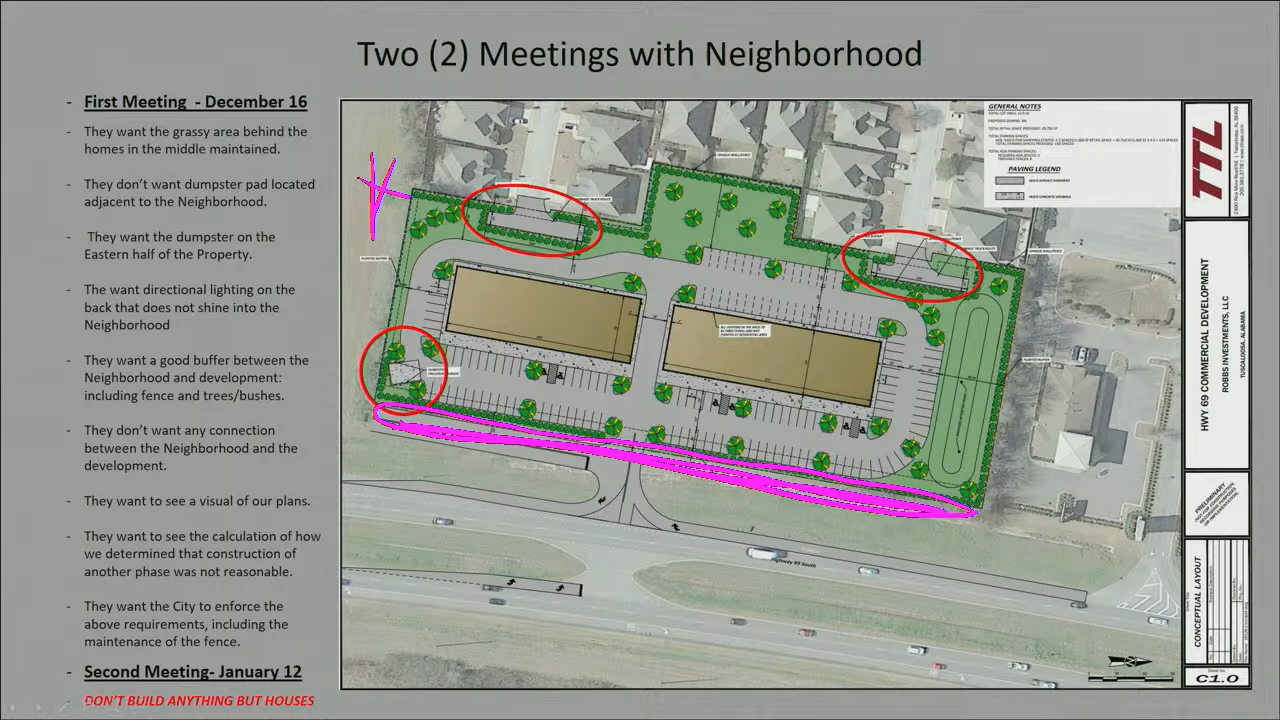 Two (2) Meetings with Neighborhood
- First Meeting - December 16
- They want the grassy area behind the
homes in the middle maintained.
- They don't want dumpster pad located
adjacent to the Neighborhood.
- They want the dumpster on the
Eastern half of the Property.
- The want directional lighting on the
back that does not shine into the
Neighborhood
- They want a good buffer between the
Neighborhood and development:
including fence and trees/bushes.
- They don't want any connection
between the Neighborhood and the
development.
- They want to see a visual of our plans.
- They want to see the calculation of how
we determined that construction of
another phase was not reasonable.
- They want the City to enforce the
above requirements, including the
maintenance of the fence.
- Second Meeting- January 12
- DON'T BUILD ANYTHING BUT HOUSES
GENERAL NOTES
PAVING LEGEND
Highway 69 South
TTL
HWY 69 COMMERCIAL DEVELOPMENT
ROBBS INVESTMENTS, LLC
TUSCALOOSA, ALABAMA
PRELIMINARY
CONCEPTUAL LAYOUT
C1.0